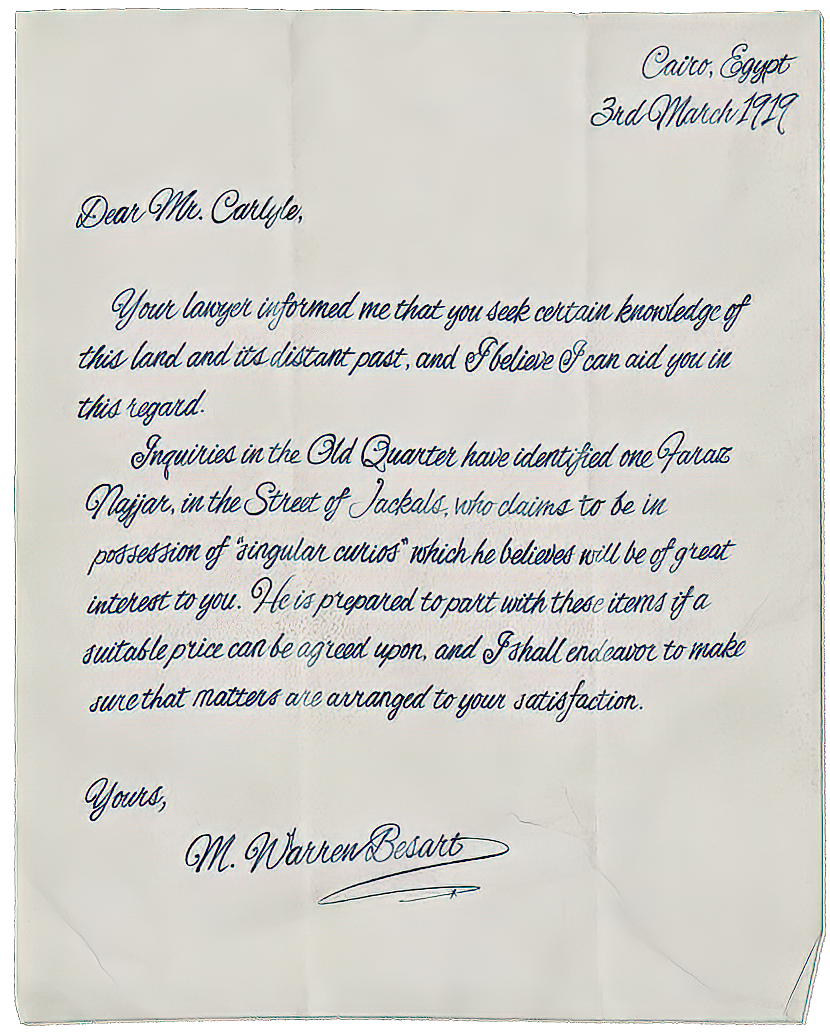 Cairo, Egypt
3rd March 1919
Dear Mr. Carlyle,
Your lawyer informed me that you seek certain knowledge of
this land and its distant past, and I believe I can aid you in
this regard.
Inquiries in the Old Quarter have identified one Faraz
Najjar, in the Street of Jackals, who claims to be in
possession of "singular curios" which he believes will be of great
interest to you. He is prepared to part with these items if a
suitable price can be agreed upon, and I shall endeavor to make
sure that matters are arranged to your satisfaction.
Yours,
M. Warren Besart